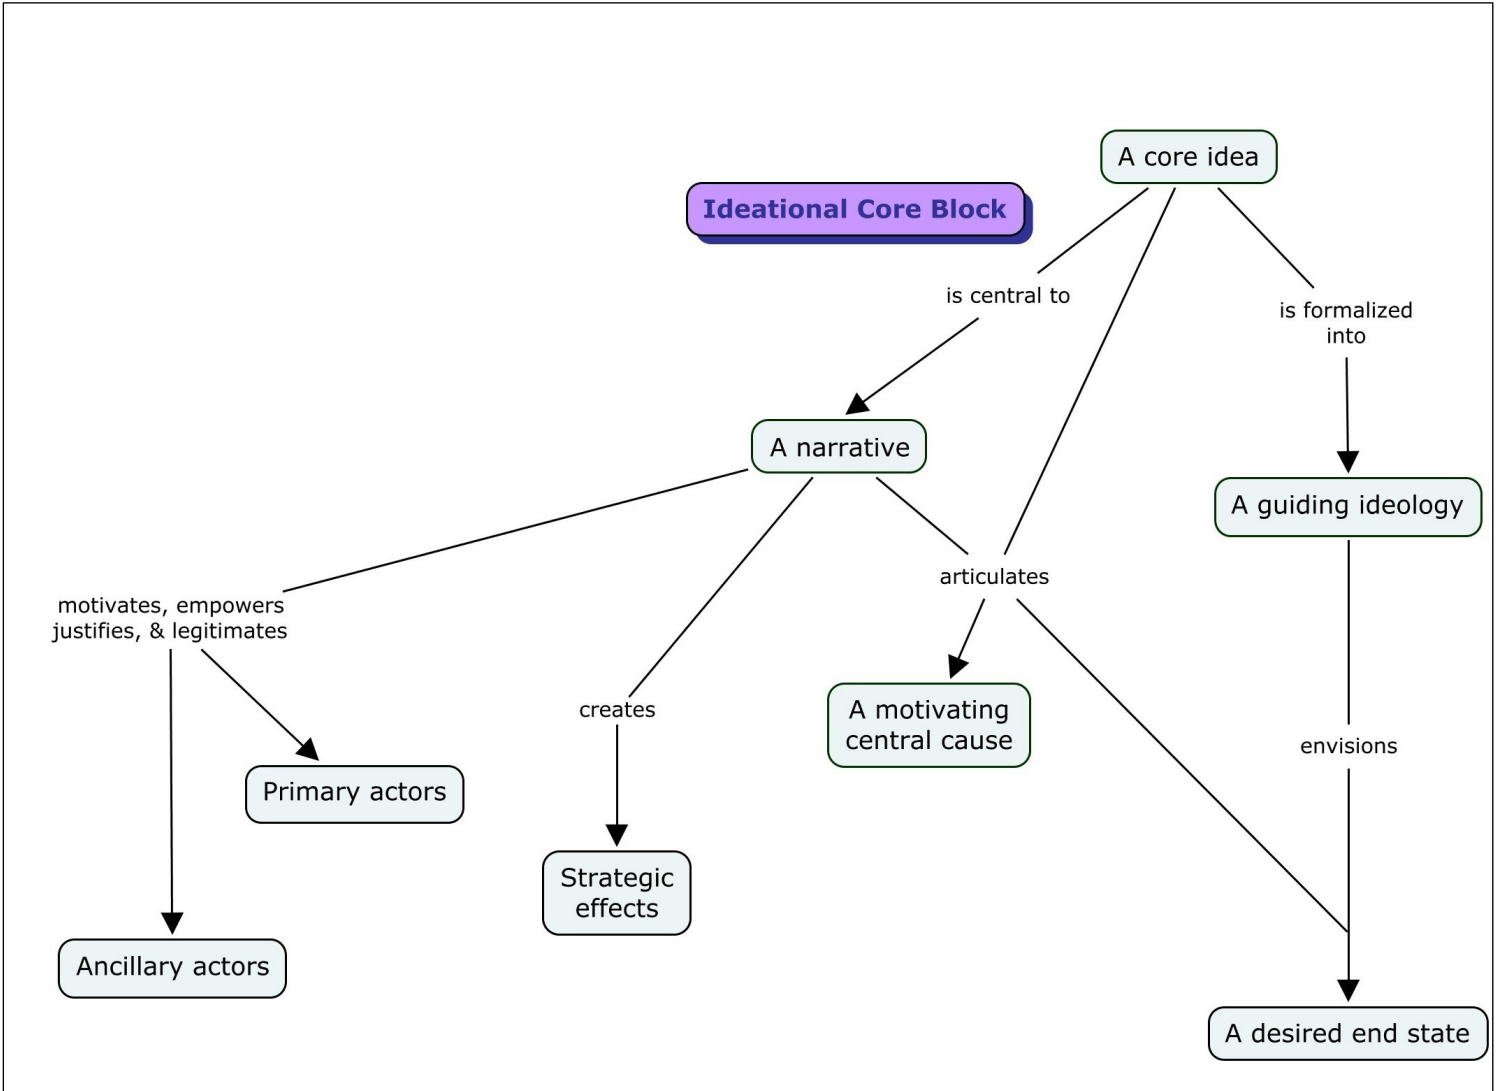 A core idea
Ideational Core Block
is central to
is formalized
into
A narrative
A guiding ideology
articulates
motivates, empowers
justifies, & legitimates
creates
A motivating
central cause
envisions
Primary actors
Strategic
effects
Ancillary actors
A desired end state